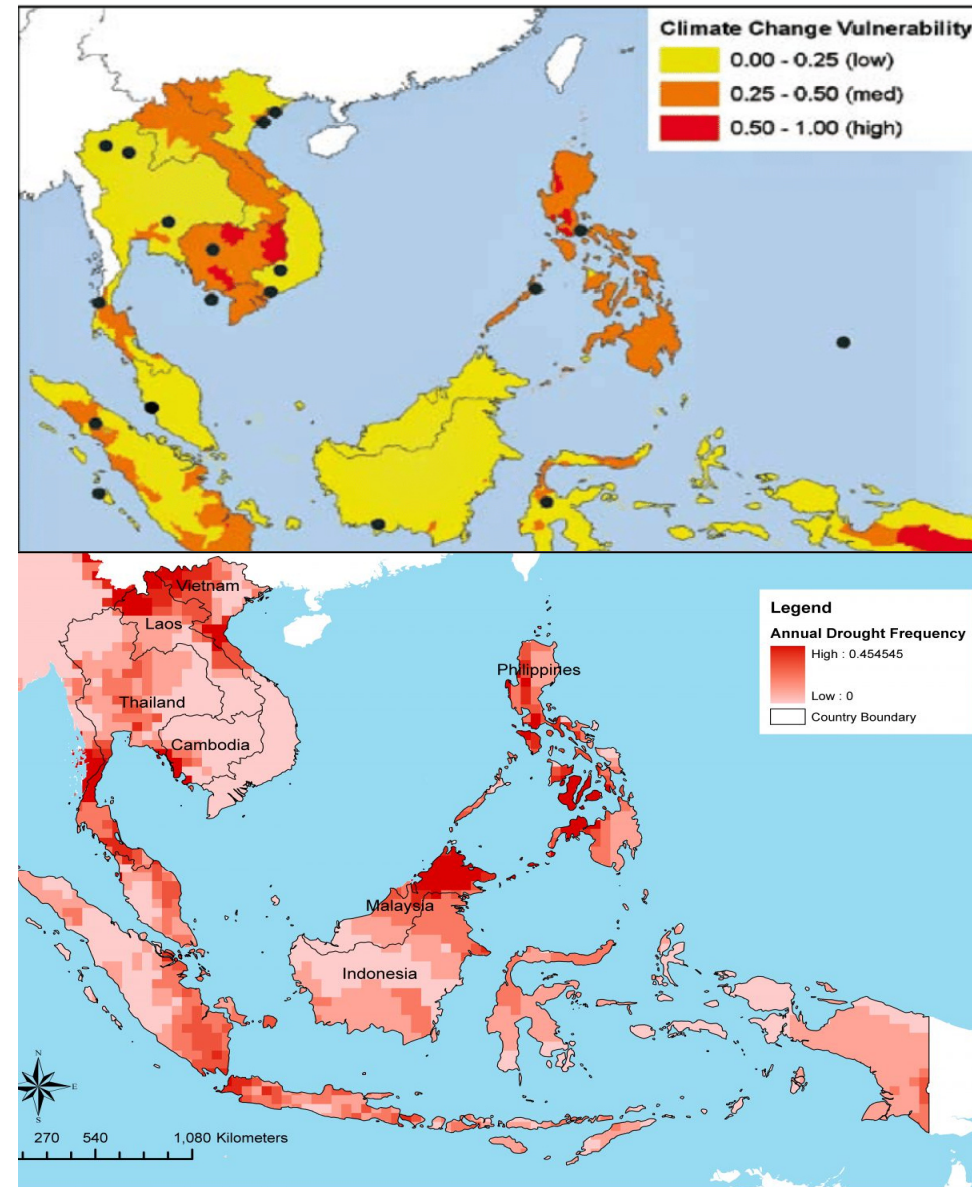 Climate Change Vulnerability
0.00 - 0.25 (low)
0.25 - 0.50 (med)
0.50 - 1.00 (high)
Vietnam
Laos
Thailand
Cambodia
Philippines
Malaysia
Indonesia
Legend
Annual Drought Frequency
High : 0.454545
Low : 0
Country Boundary
N
E
S
270 540 1,080 Kilometers